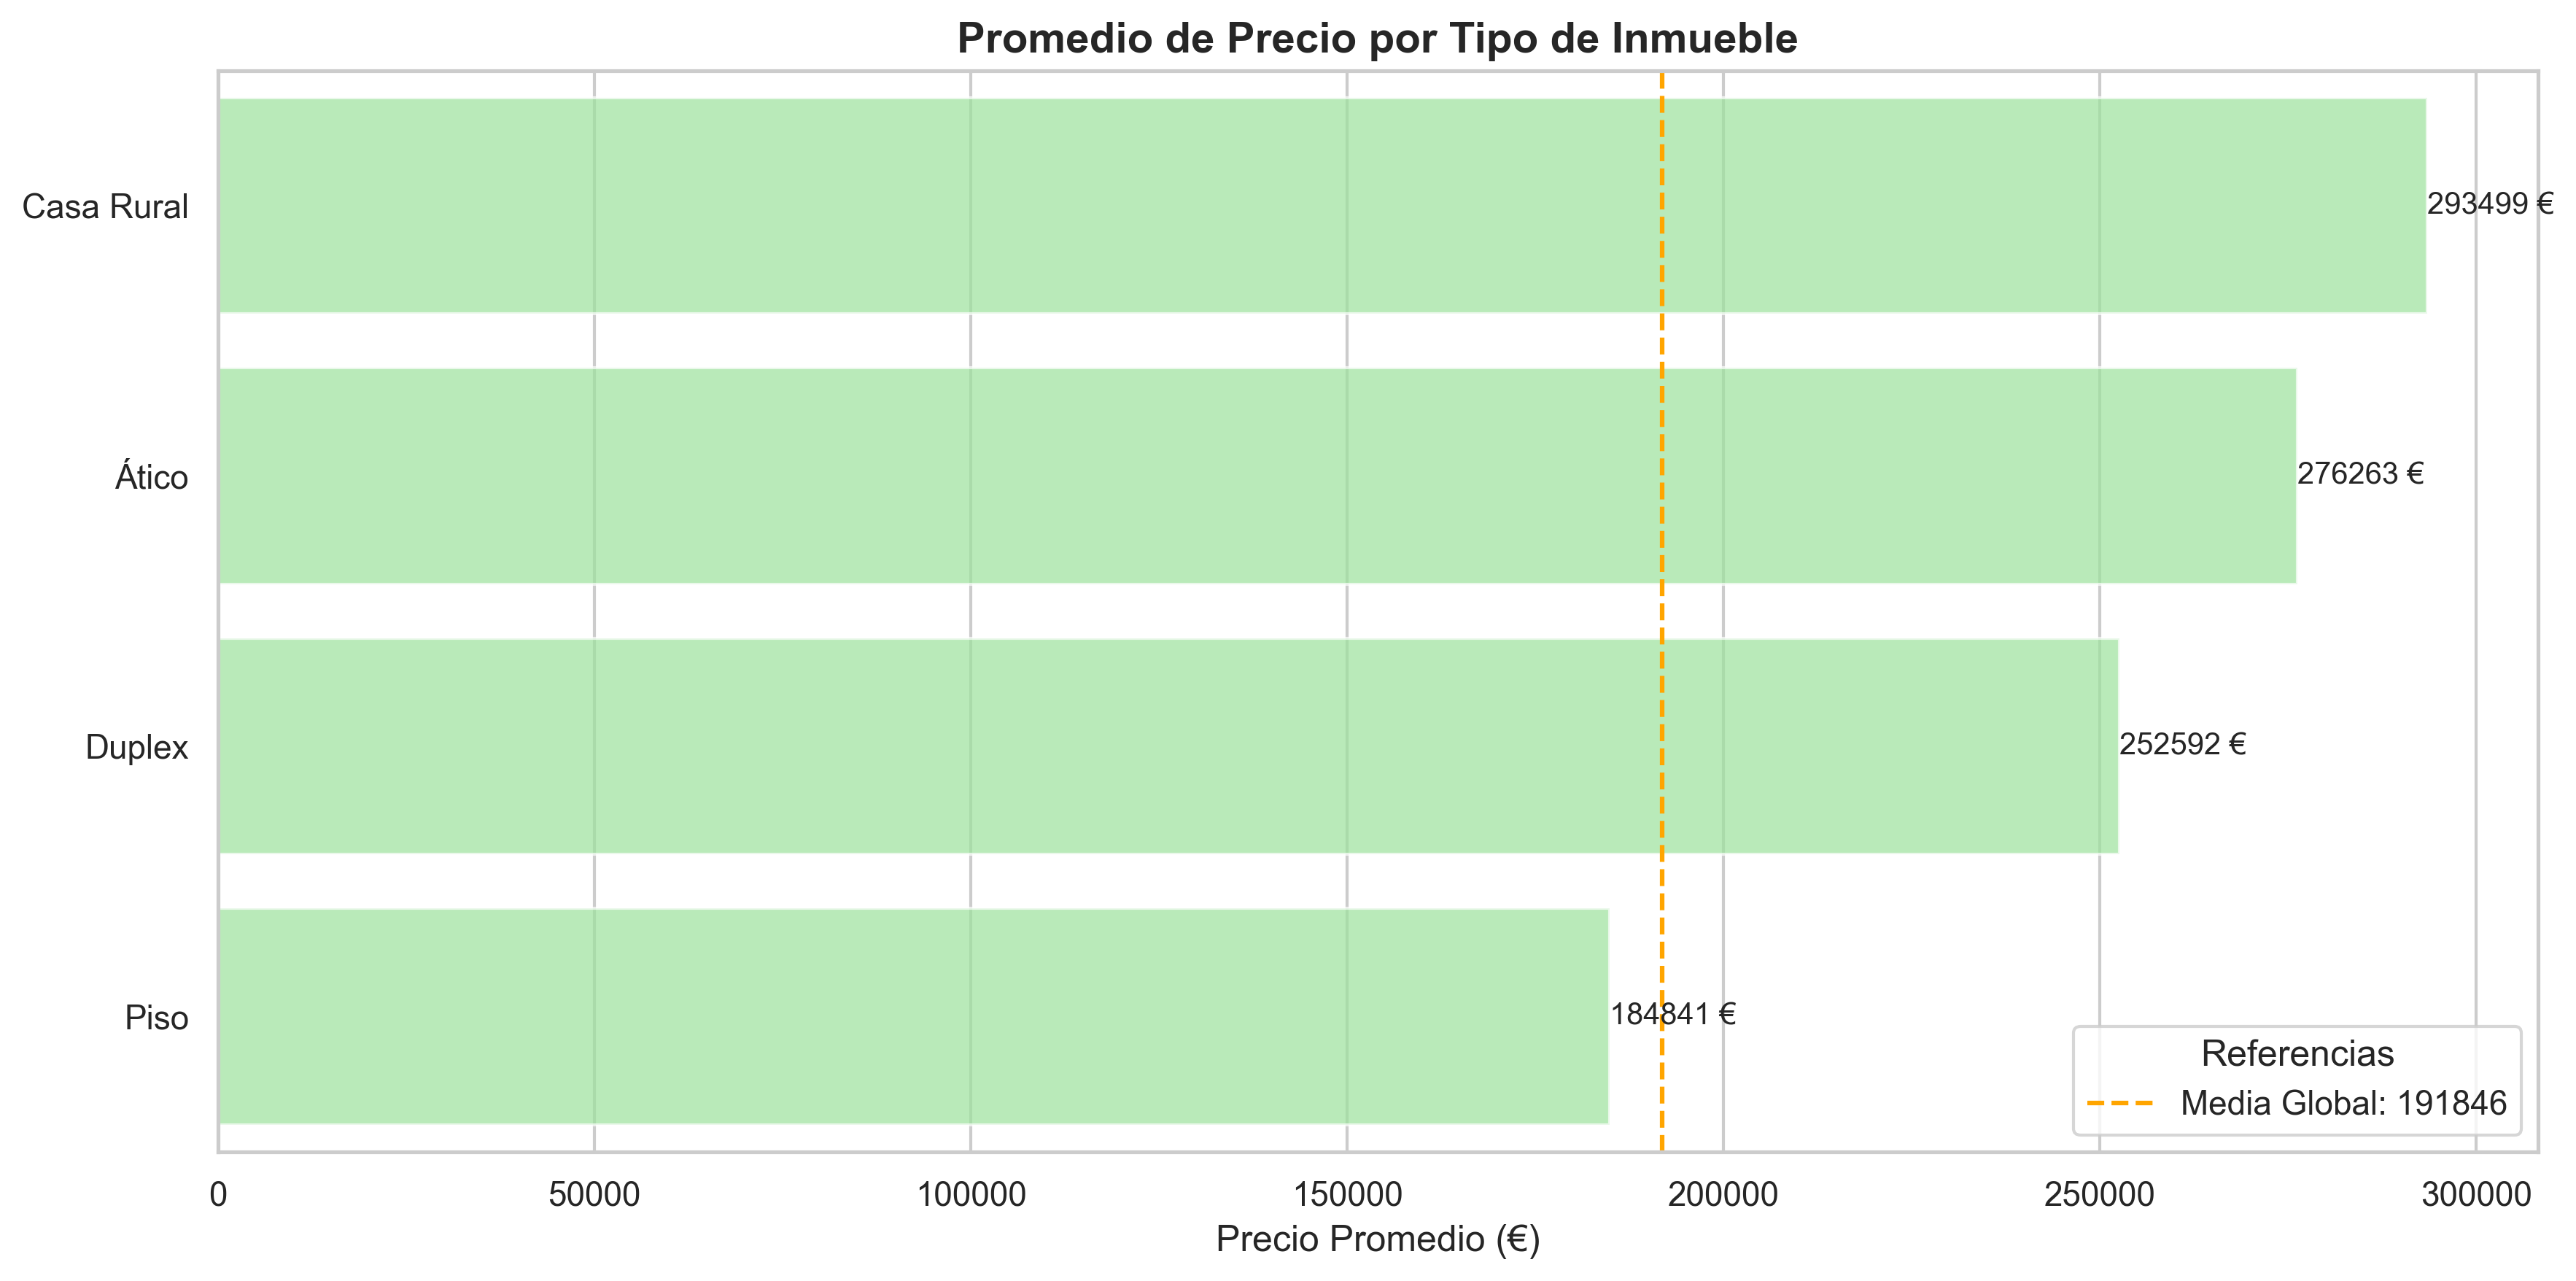 Promedio de Precio por Tipo de Inmueble
Casa Rural
293499 €
Ático
276263 €
Duplex
252592 €
Piso
184841 €
Referencias
Media Global: 191846
0 50000 100000 150000 200000 250000 300000
Precio Promedio (€)